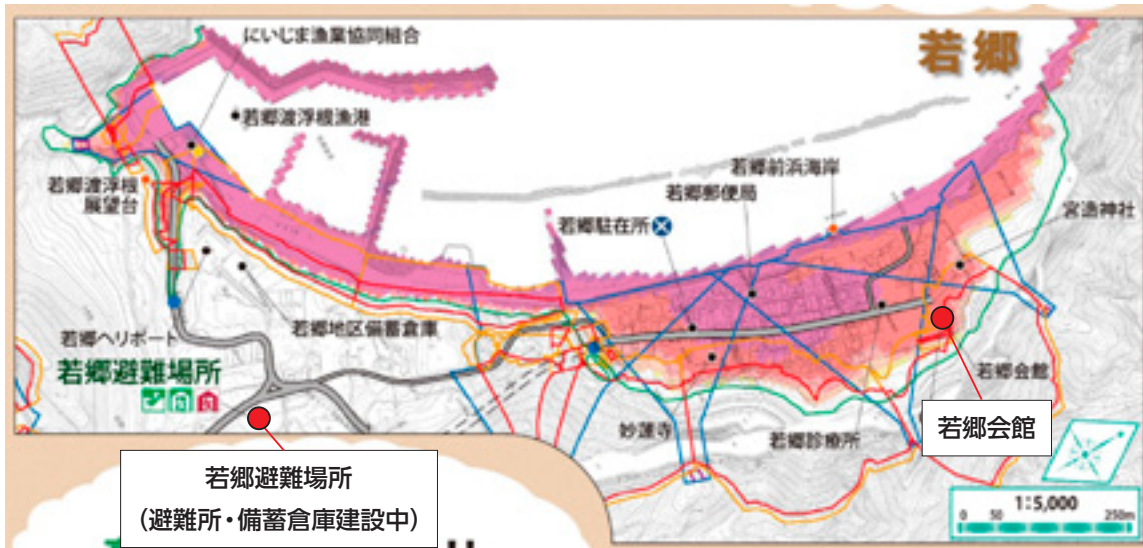 にいじま漁業協同組合
若郷
若郷渡浮根漁港
若郷前浜海岸
若郷郵便局
若郷渡浮根
展望台
宮造神社
若郷駐在所
若郷地区備蓄倉庫
若郷ヘリポート
若郷避難場所
若郷会館
妙蓮寺
若郷診療所
若郷会館
若郷避難場所
(避難所・備蓄倉庫建設中)
1:5,000
0 50 250m